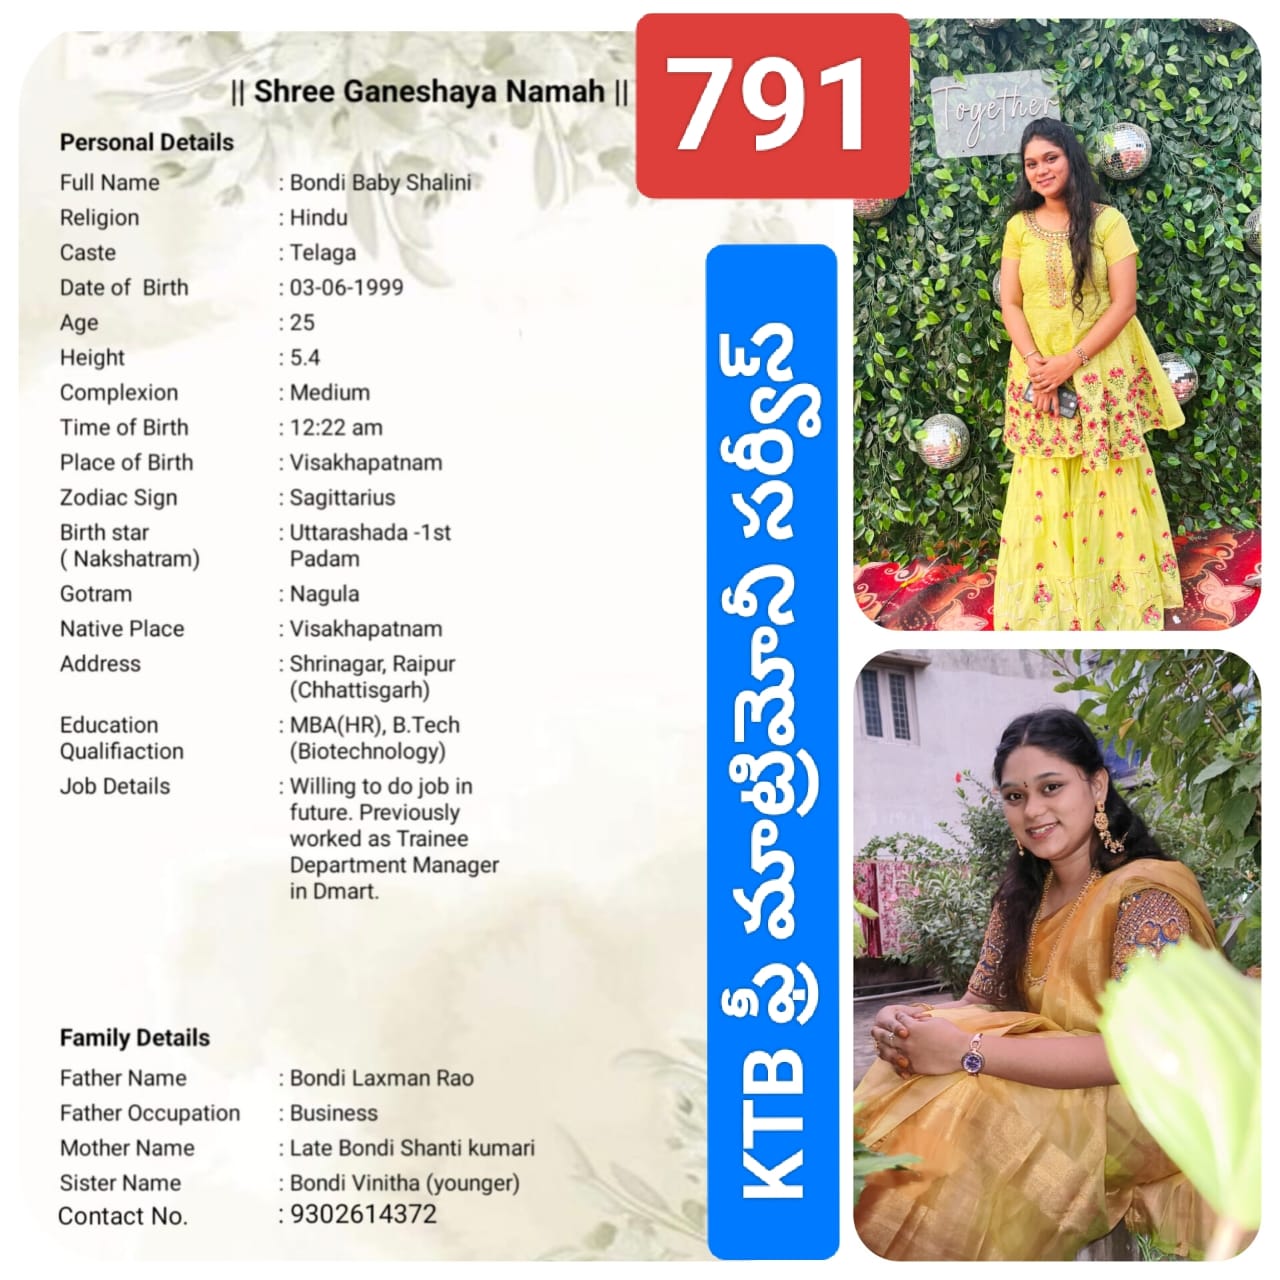 || Shree Ganeshaya Namah ||
791
Together
Personal Details
Full Name : Bondi Baby Shalini
Religion : Hindu
Caste : Telaga
Date of Birth : 03-06-1999
Age : 25
Height : 5.4
Complexion : Medium
Time of Birth : 12:22 am
Place of Birth : Visakhapatnam
Zodiac Sign : Sagittarius
Birth star : Uttarashada -1st
( Nakshatram) Padam
Gotram : Nagula
Native Place : Visakhapatnam
Address : Shrinagar, Raipur
(Chhattisgarh)
Education : MBA(HR), B.Tech
Qualifiaction (Biotechnology)
Job Details : Willing to do job in
future. Previously
worked as Trainee
Department Manager
in Dmart.
Family Details
Father Name : Bondi Laxman Rao
Father Occupation : Business
Mother Name : Late Bondi Shanti kumari
Sister Name : Bondi Vinitha (younger)
Contact No. : 9302614372
KTB ఫ్రీ మాట్రిమోనీ సర్వీస్